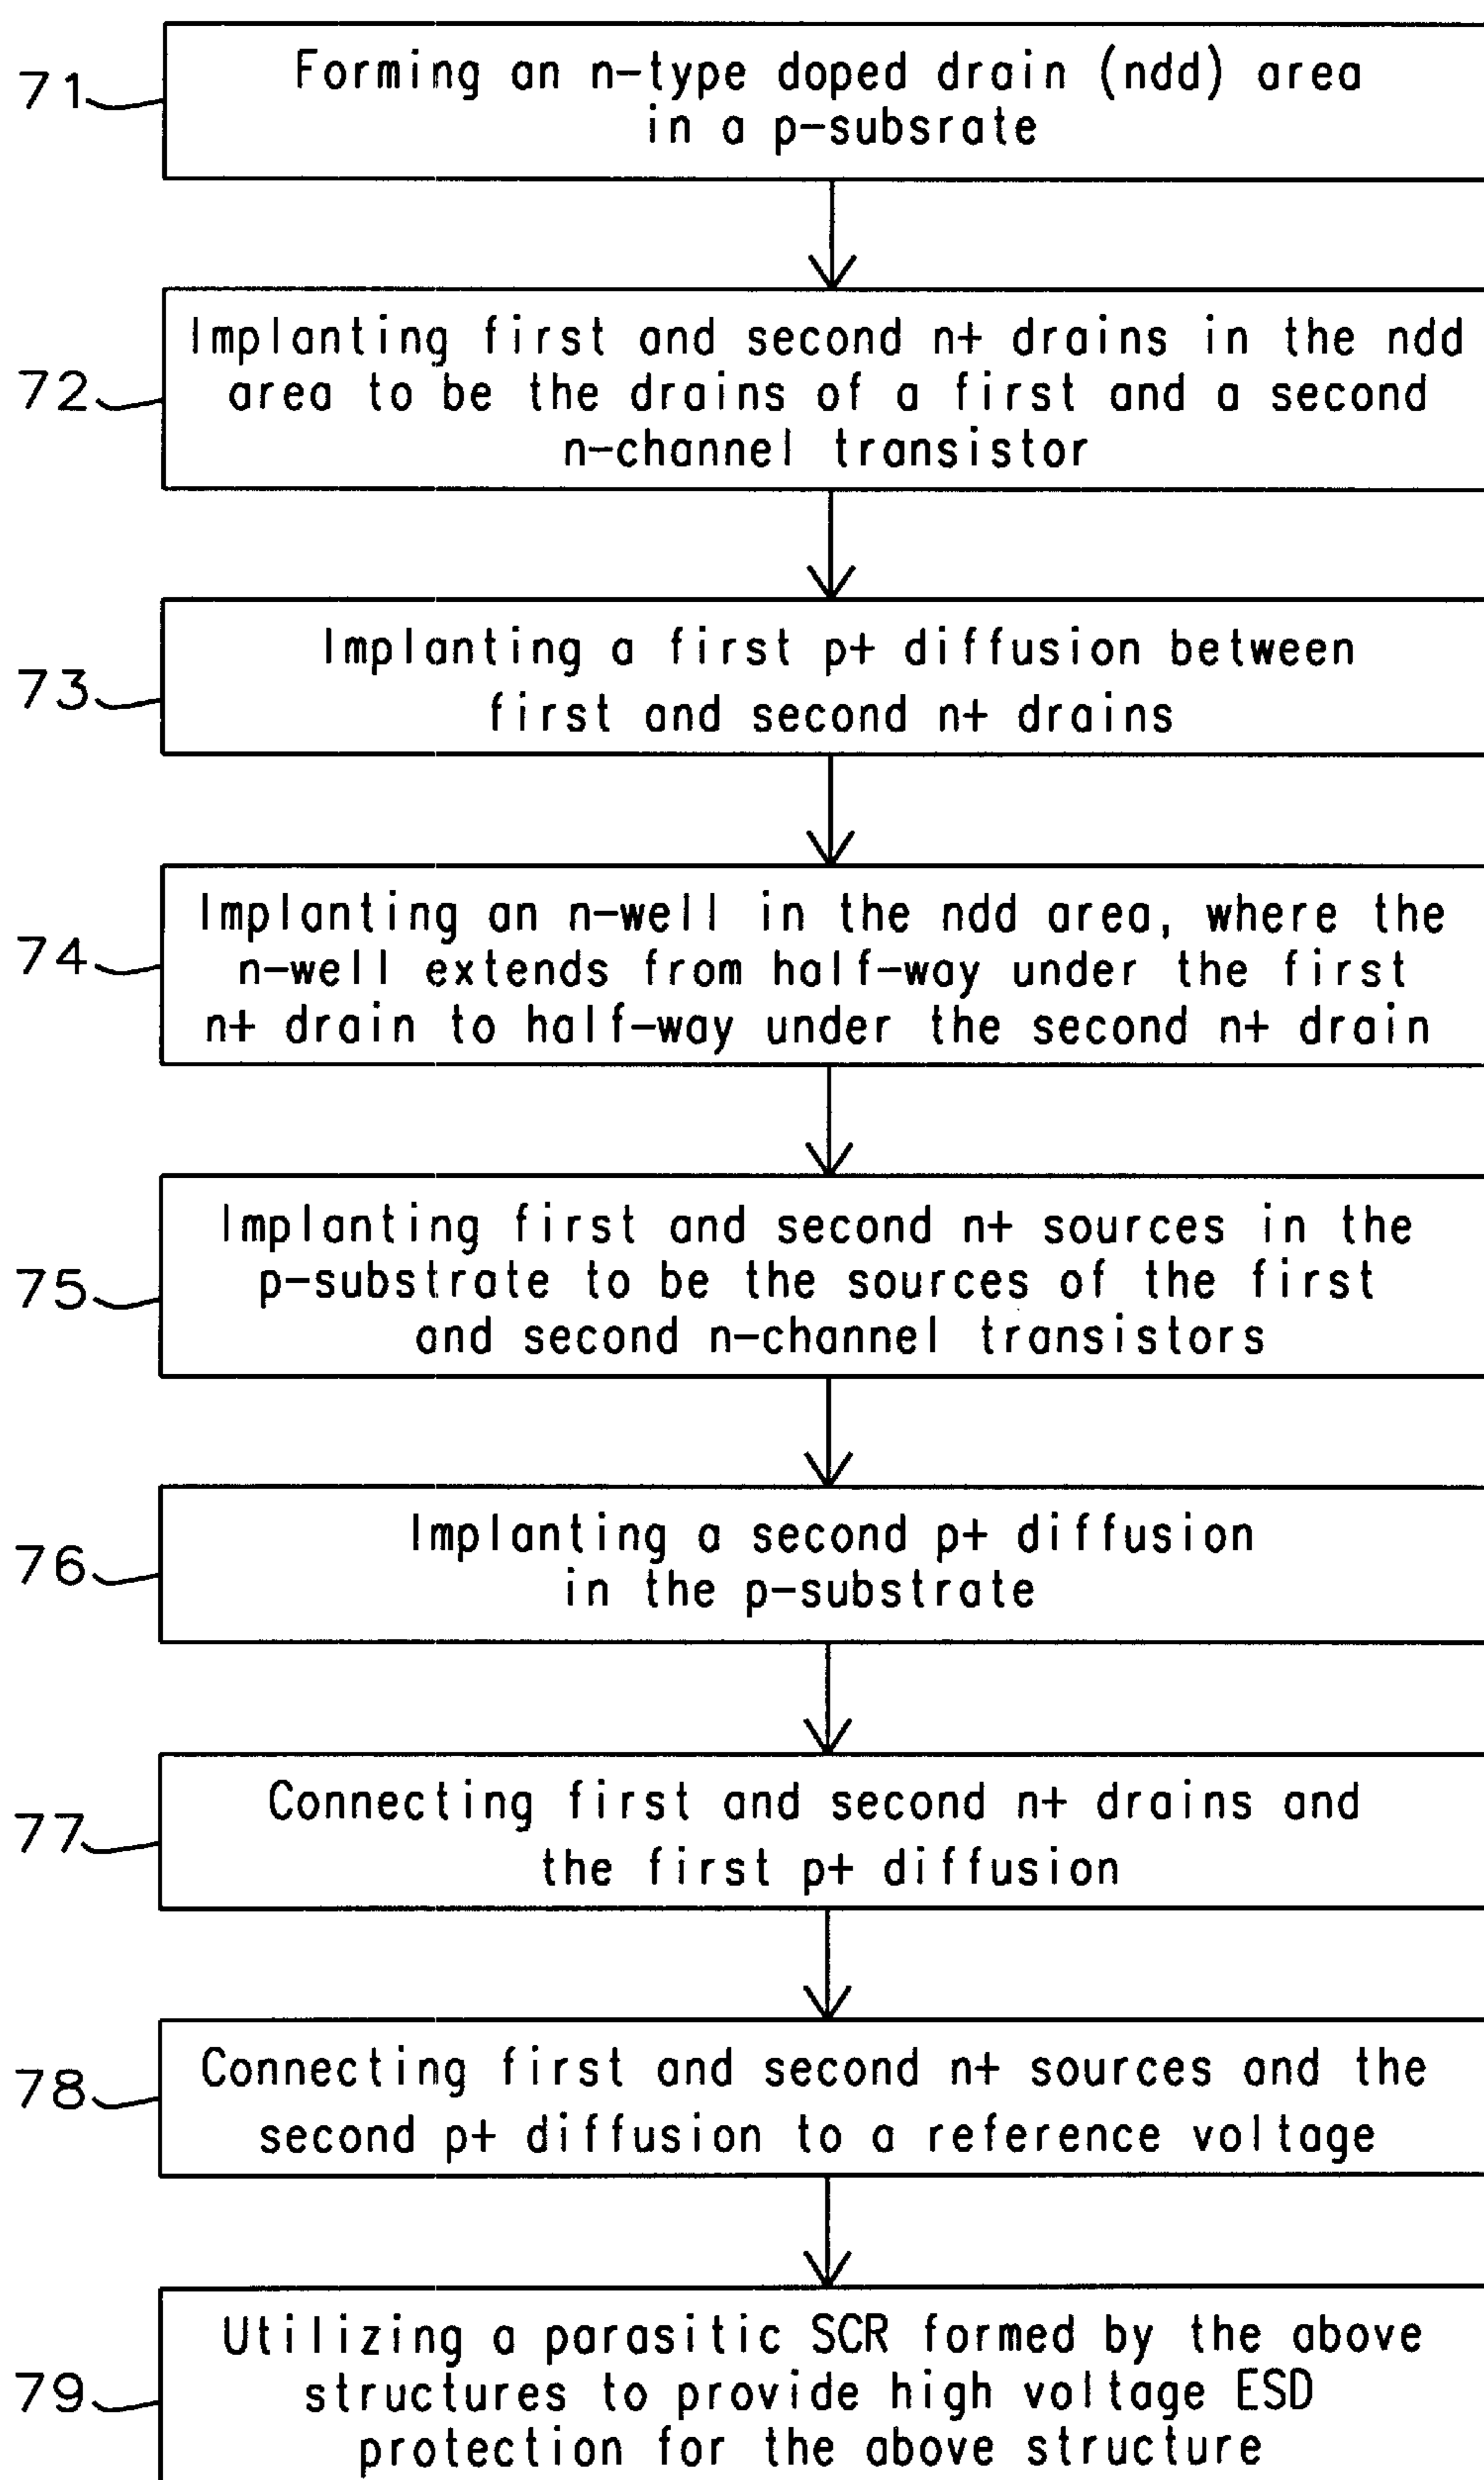 71 Forming an n-type doped drain (ndd) area
in a p-subsrate
Implanting first and second n+ drains in the ndd
72 area to be the drains of a first and a second
n-channel transistor
Implanting a first p+ diffusion between
73 first and second n+ drains
Implanting an n-well in the ndd area, where the
74 n-well extends from half-way under the first
n+ drain to half-way under the second n+ drain
Implanting first and second n+ sources in the
75 p-substrate to be the sources of the first
and second n-channel transistors
Implanting a second p+ diffusion
76 in the p-substrate
Connecting first and second n+ drains and
77 the first p+ diffusion
Connecting first and second n+ sources and the
78 second p+ diffusion to a reference voltage
Utilizing a parasitic SCR formed by the above
79 structures to provide high voltage ESD
protection for the above structure